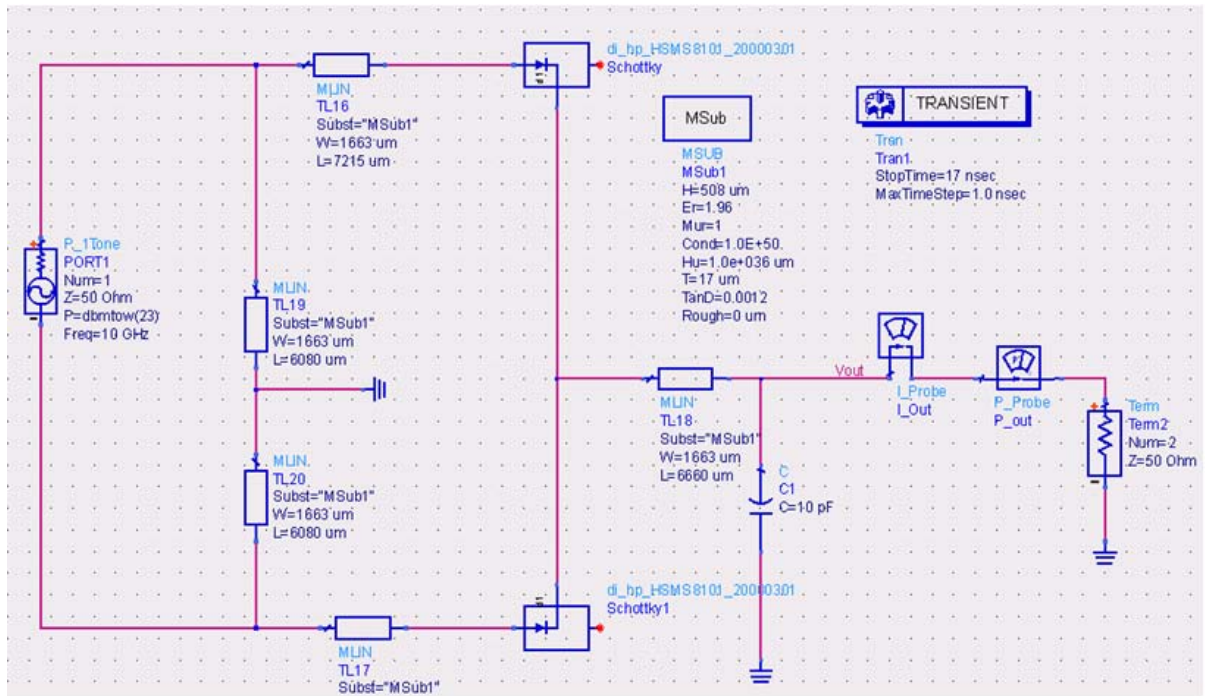 di_hp_HSMS8101_20000301
Schottky
d1
MLIN
TL16
Subst="MSub1"
W=1663 um
L=7215 um
MSub
MSUB
MSub1
H=508 um
Er=1.96
Mur=1
Cond=1.0E+50
Hu=1.0e+036 um
T=17 um
TanD=0.0012
Rough=0 um
TRANSIENT
Tran
Tran1
StopTime=17 nsec
MaxTimeStep=1.0 nsec
+
P_1Tone
PORT1
Num=1
Z=50 Ohm
P=dbmtow(23)
Freq=10 GHz
-
MLIN
TL19
Subst="MSub1"
W=1663 um
L=6080 um
MLIN
TL20
Subst="MSub1"
W=1663 um
L=6080 um
MLIN
TL18
Subst="MSub1"
W=1663 um
L=6660 um
Vout
I_Probe
I_Out
P_Probe
P_out
+
Term
Term2
Num=2
Z=50 Ohm
-
C
C1
C=10 pF
di_hp_HSMS8101_20000301
Schottky1
d1
MLIN
TL17
Subst="MSub1"